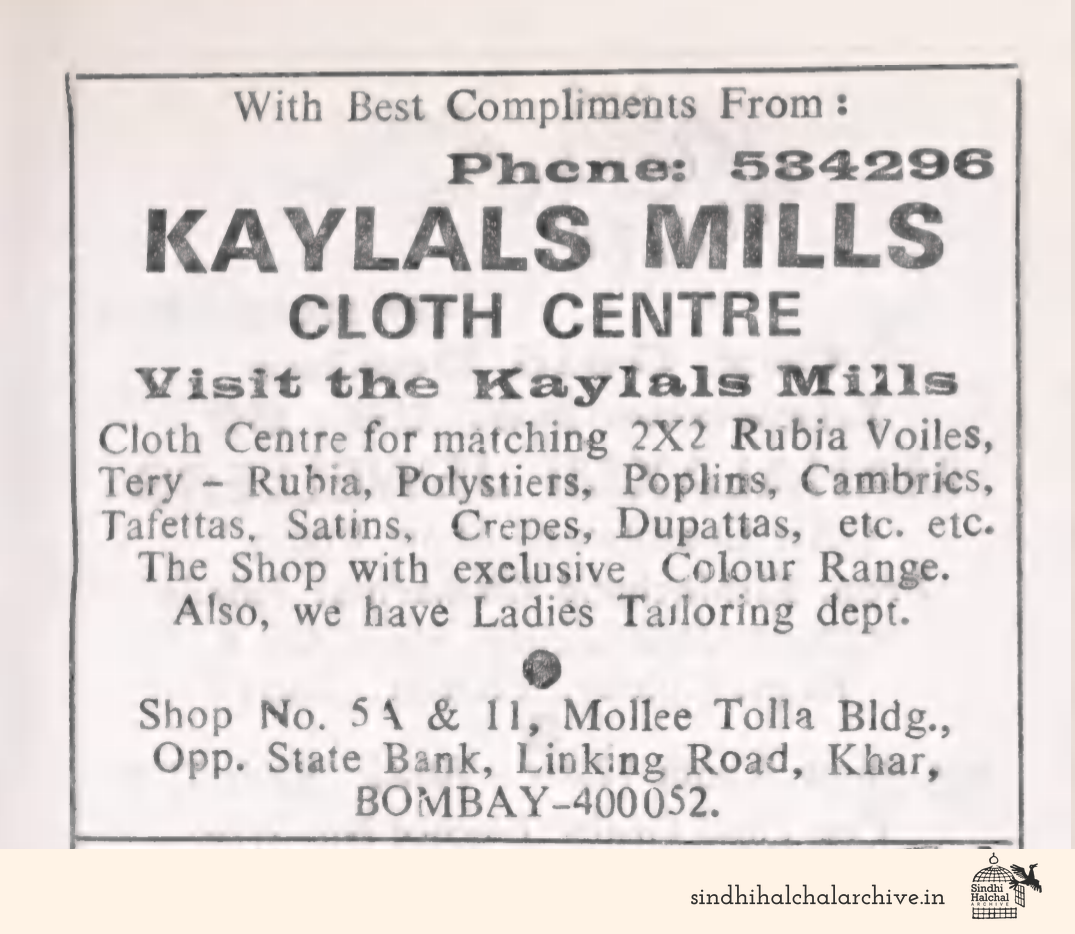 With Best Compliments From :
Phone: 534296
KAYLALS MILLS
CLOTH CENTRE
Visit the Kaylals Mills
Cloth Centre for matching 2X2 Rubia Voiles,
Tery – Rubia, Polystiers, Poplins, Cambrics,
Tafettas, Satins, Crepes, Dupattas, etc. etc.
The Shop with exclusive Colour Range.
Also, we have Ladies Tailoring dept.
Shop No. 5A & 11, Mollee Tolla Bldg.,
Opp. State Bank, Linking Road, Khar,
BOMBAY-400052.
sindhihalchalarchive.in
Sindhi
Halchal
ARCHIVE